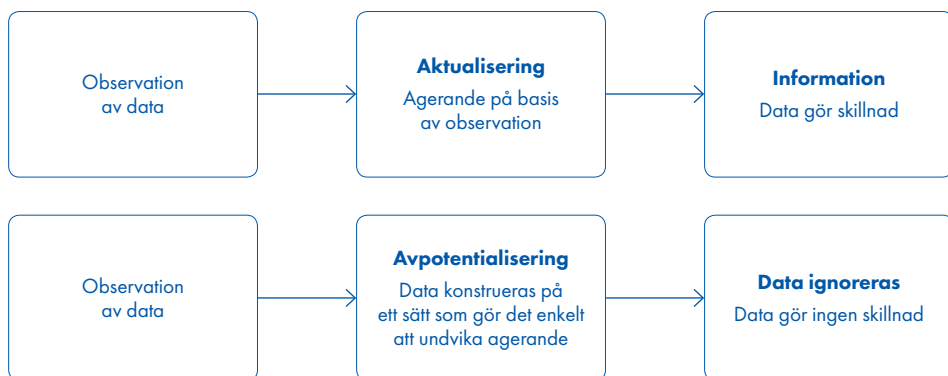 Observation
av data
Aktualisering
Agerande på basis
av observation
Information
Data gör skillnad
Observation
av data
Avpotentialisering
Data konstrueras på
ett sätt som gör det enkelt
att undvika agerande
Data ignoreras
Data gör ingen skillnad